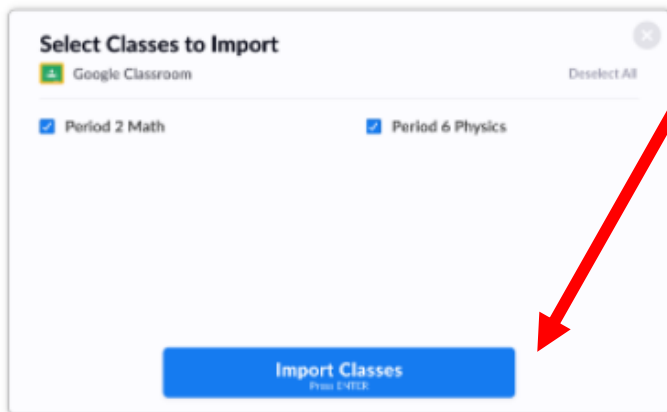 Select Classes to Import
Google Classroom
Deselect All
Period 2 Math
Period 6 Physics
Import Classes
Press ENTER